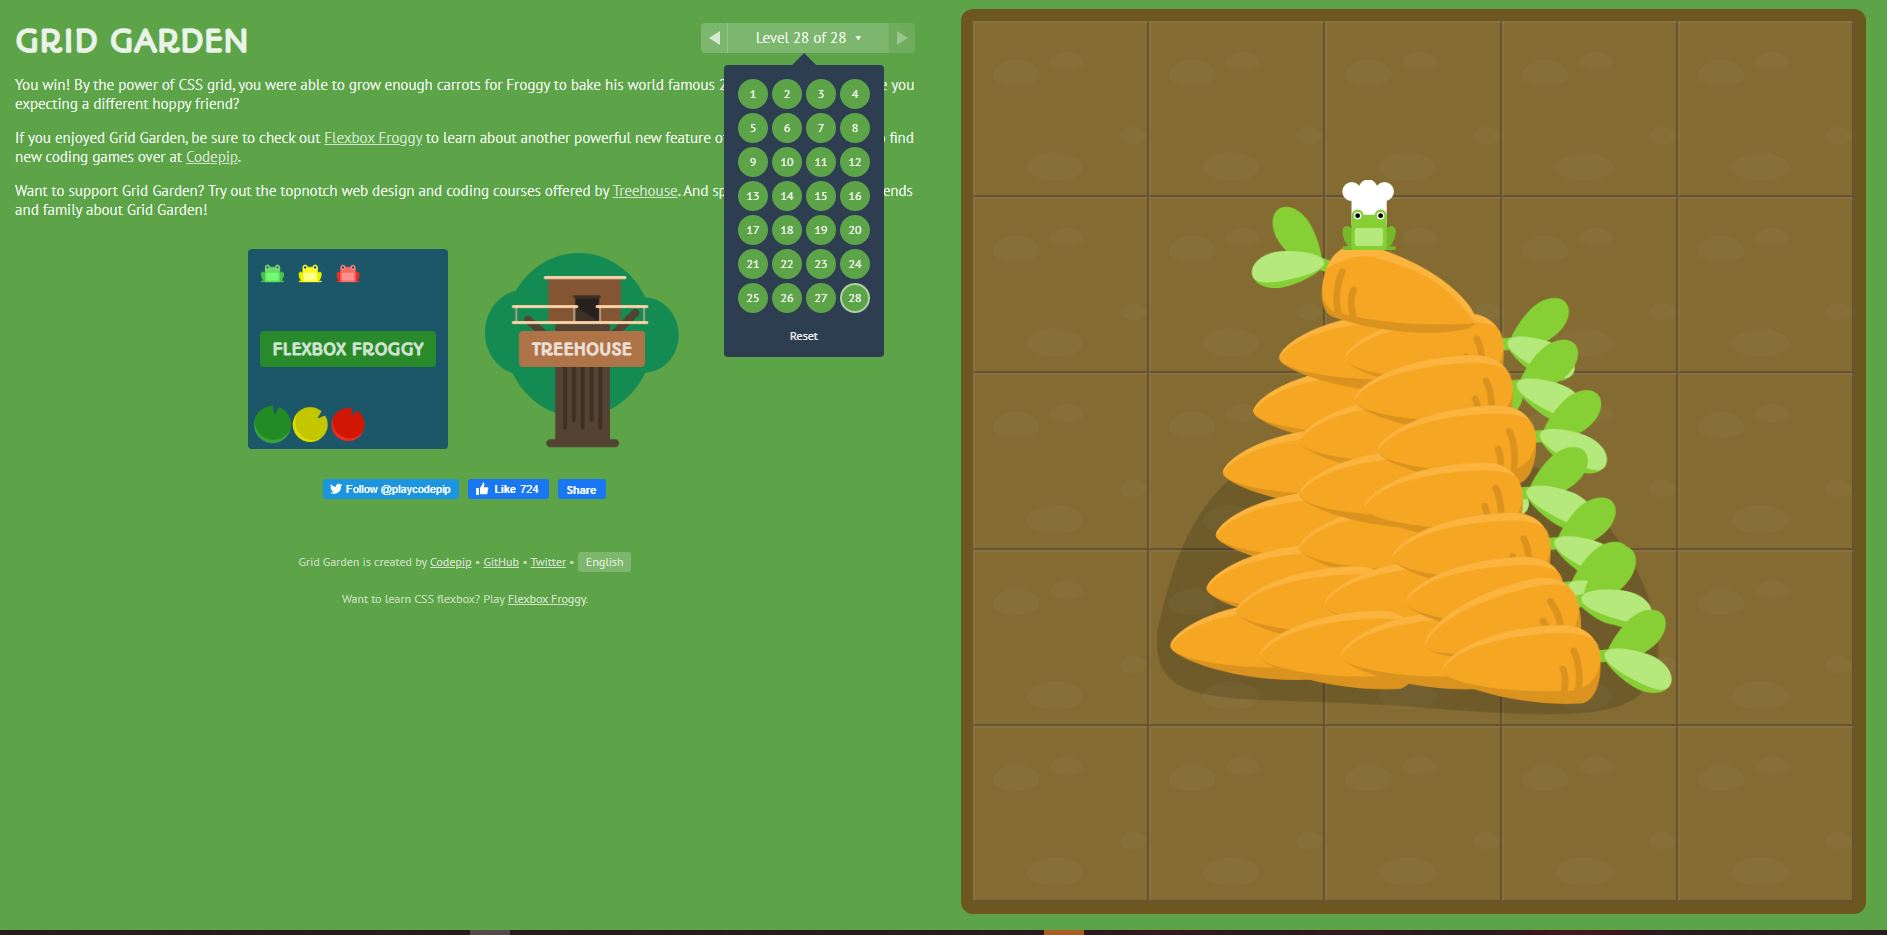 GRID GARDEN
Level 28 of 28
You win! By the power of CSS grid, you were able to grow enough carrots for Froggy to bake his world famous 2
you
expecting a different hoppy friend?
If you enjoyed Grid Garden, be sure to check out Flexbox Froggy to learn about another powerful new feature
find
new coding games over at Codepip.
Want to support Grid Garden? Try out the topnotch web design and coding courses offered by Treehouse. And
and family about Grid Garden!
1 2 3 4
5 6 7 8
9 10 11 12
13 14 15 16
17 18 19 20
21 22 23 24
25 26 27 28
Reset
FLEXBOX FROGGY
TREEHOUSE
Follow @playcodepip
Like 724
Share
Grid Garden is created by Codepip • GitHub • Twitter • English
Want to learn CSS flexbox? Play Flexbox Froggy.